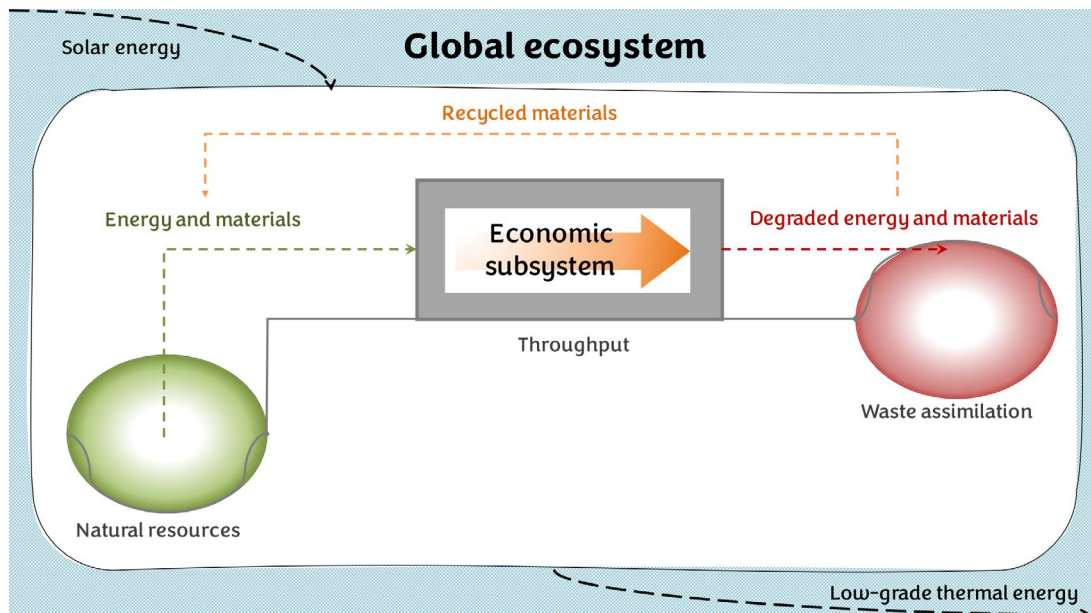 Solar energy
Global ecosystem
Recycled materials
Energy and materials
Degraded energy and materials
Economic
subsystem
Throughput
Waste assimilation
Natural resources
Low-grade thermal energy